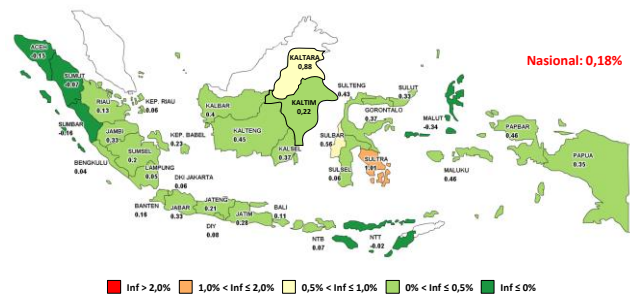 Nasional: 0,18%
ACEH
-0.15
SUMUT
-0.07
RIAU
0.13
KEP. RIAU
0.06
SUMBAR
-0.16
JAMBI
0.33
KEP. BABEL
0.23
SUMSEL
0.2
BENGKULU
0.04
LAMPUNG
0.05
DKI JAKARTA
0.06
BANTEN
0.16
JABAR
0.33
JATENG
0.21
DIY
0.08
JATIM
0.28
BALI
0.11
NTB
0.07
NTT
-0.02
KALBAR
0.4
KALTENG
0.45
KALSEL
0.37
KALTARA
0,88
KALTIM
0,22
SULTENG
0.43
SULUT
0.33
GORONTALO
0.37
SULBAR
0.56
SULTRA
SULSEL
0.06
MALUT
-0.34
MALUKU
0.46
PAPBAR
0.46
PAPUA
0.35
Inf > 2,0% 1,0% < Inf ≤ 2,0% 0,5% < Inf ≤ 1,0% 0% < Inf ≤ 0,5% Inf ≤ 0%